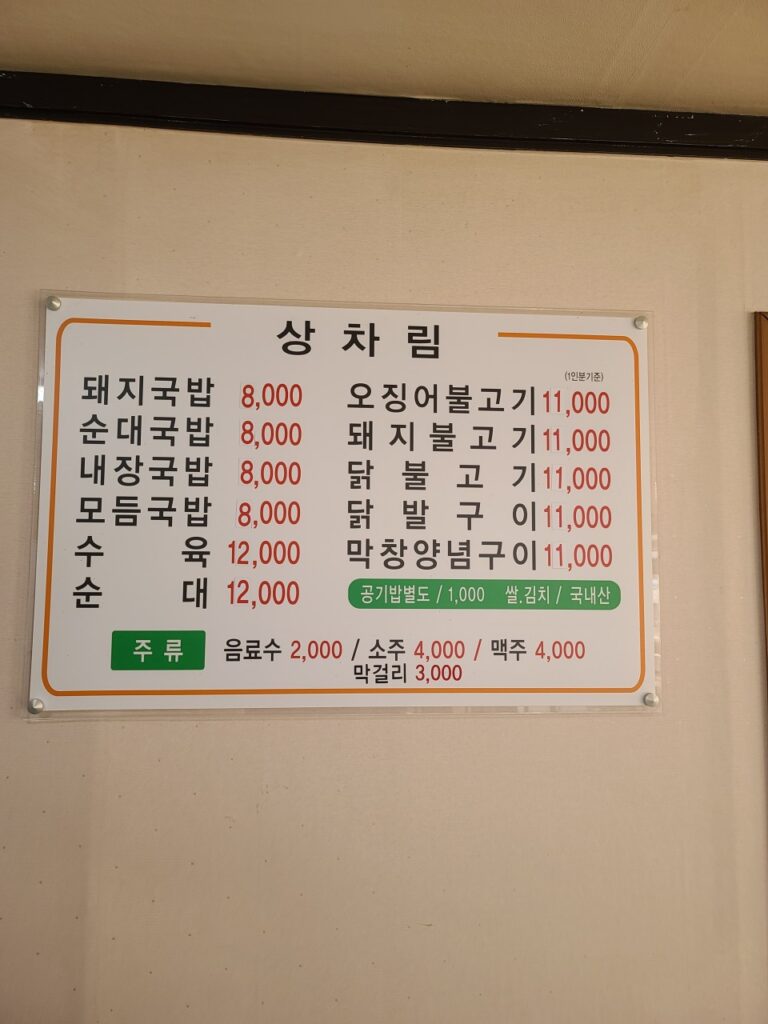 상차림
돼지국밥 8,000
순대국밥 8,000
내장국밥 8,000
모듬국밥 8,000
수육 12,000
순대 12,000
(1인분기준)
오징어불고기 11,000
돼지불고기 11,000
닭불고기 11,000
닭발구이 11,000
막창양념구이 11,000
공기밥별도 / 1,000 쌀.김치 / 국내산
주류 음료수 2,000 / 소주 4,000 / 맥주 4,000
막걸리 3,000